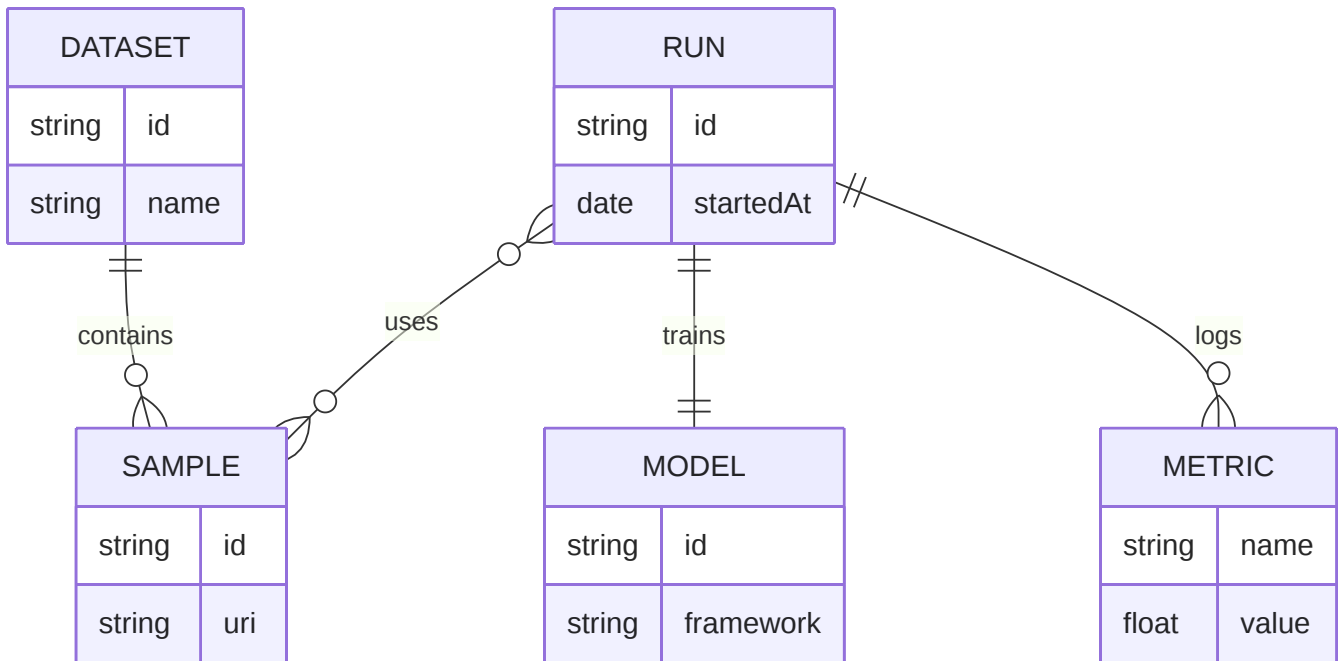 DATASET
string id
string name
RUN
string id
date startedAt
contains
uses
trains
logs
SAMPLE
string id
string uri
MODEL
string id
string framework
METRIC
string name
float value